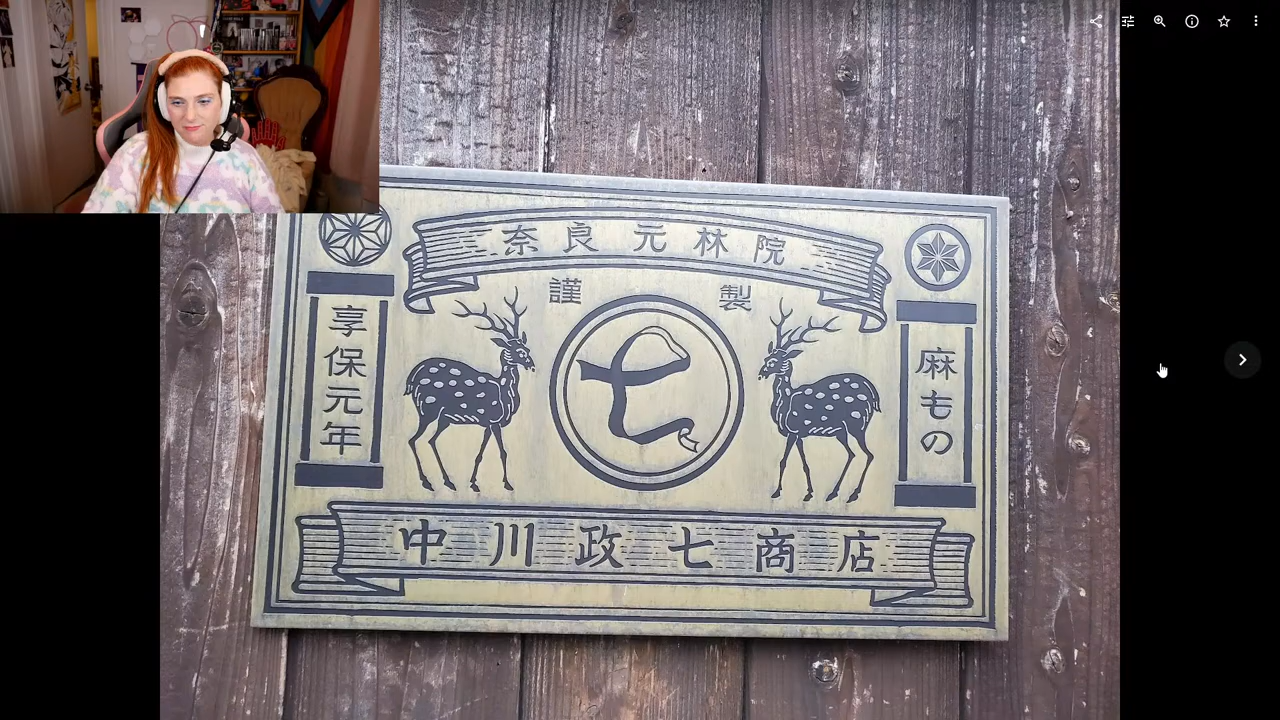 奈良元林院
謹製
享保元年
七
麻もの
中川政七商店